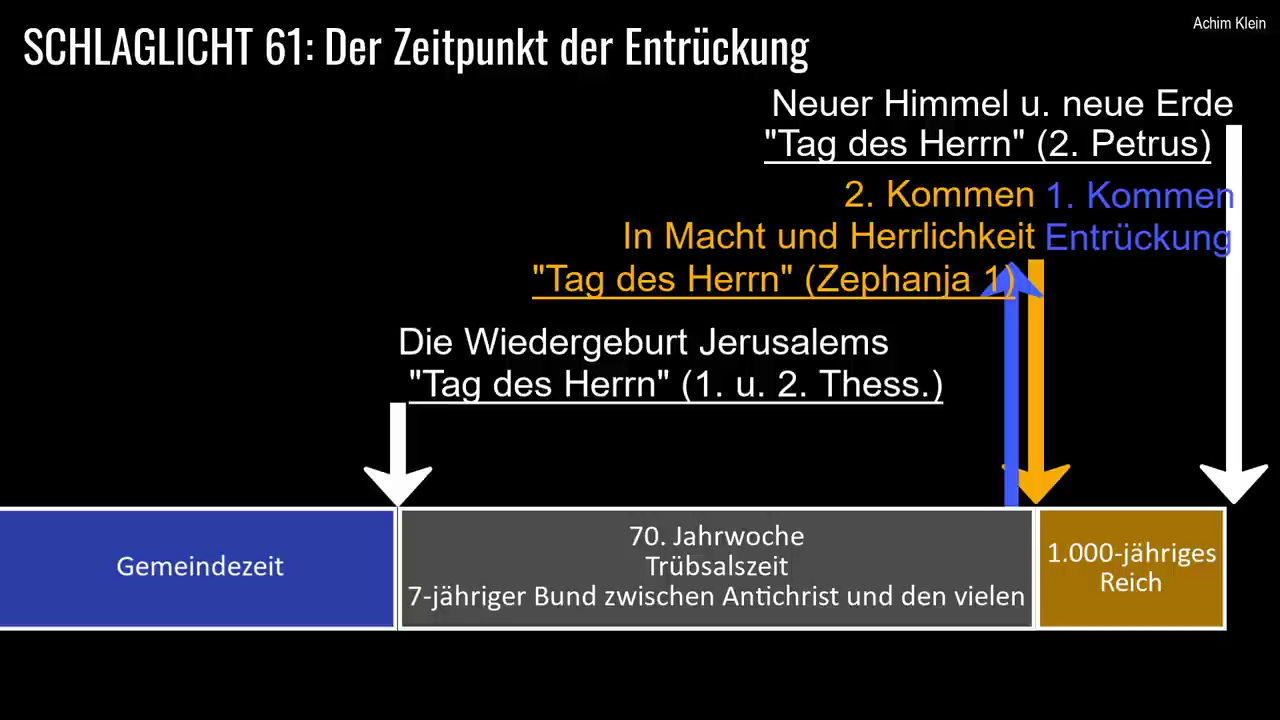 Achim Klein
SCHLAGLICHT 61: Der Zeitpunkt der Entrückung
Neuer Himmel u. neue Erde
"Tag des Herrn" (2. Petrus)
2. Kommen
In Macht und Herrlichkeit
"Tag des Herrn" (Zephanja 1)
1. Kommen
Entrückung
Die Wiedergeburt Jerusalems
"Tag des Herrn" (1. u. 2. Thess.)
Gemeindezeit
70. Jahrwoche
Trübsalszeit
7-jähriger Bund zwischen Antichrist und den vielen
1.000-jähriges
Reich